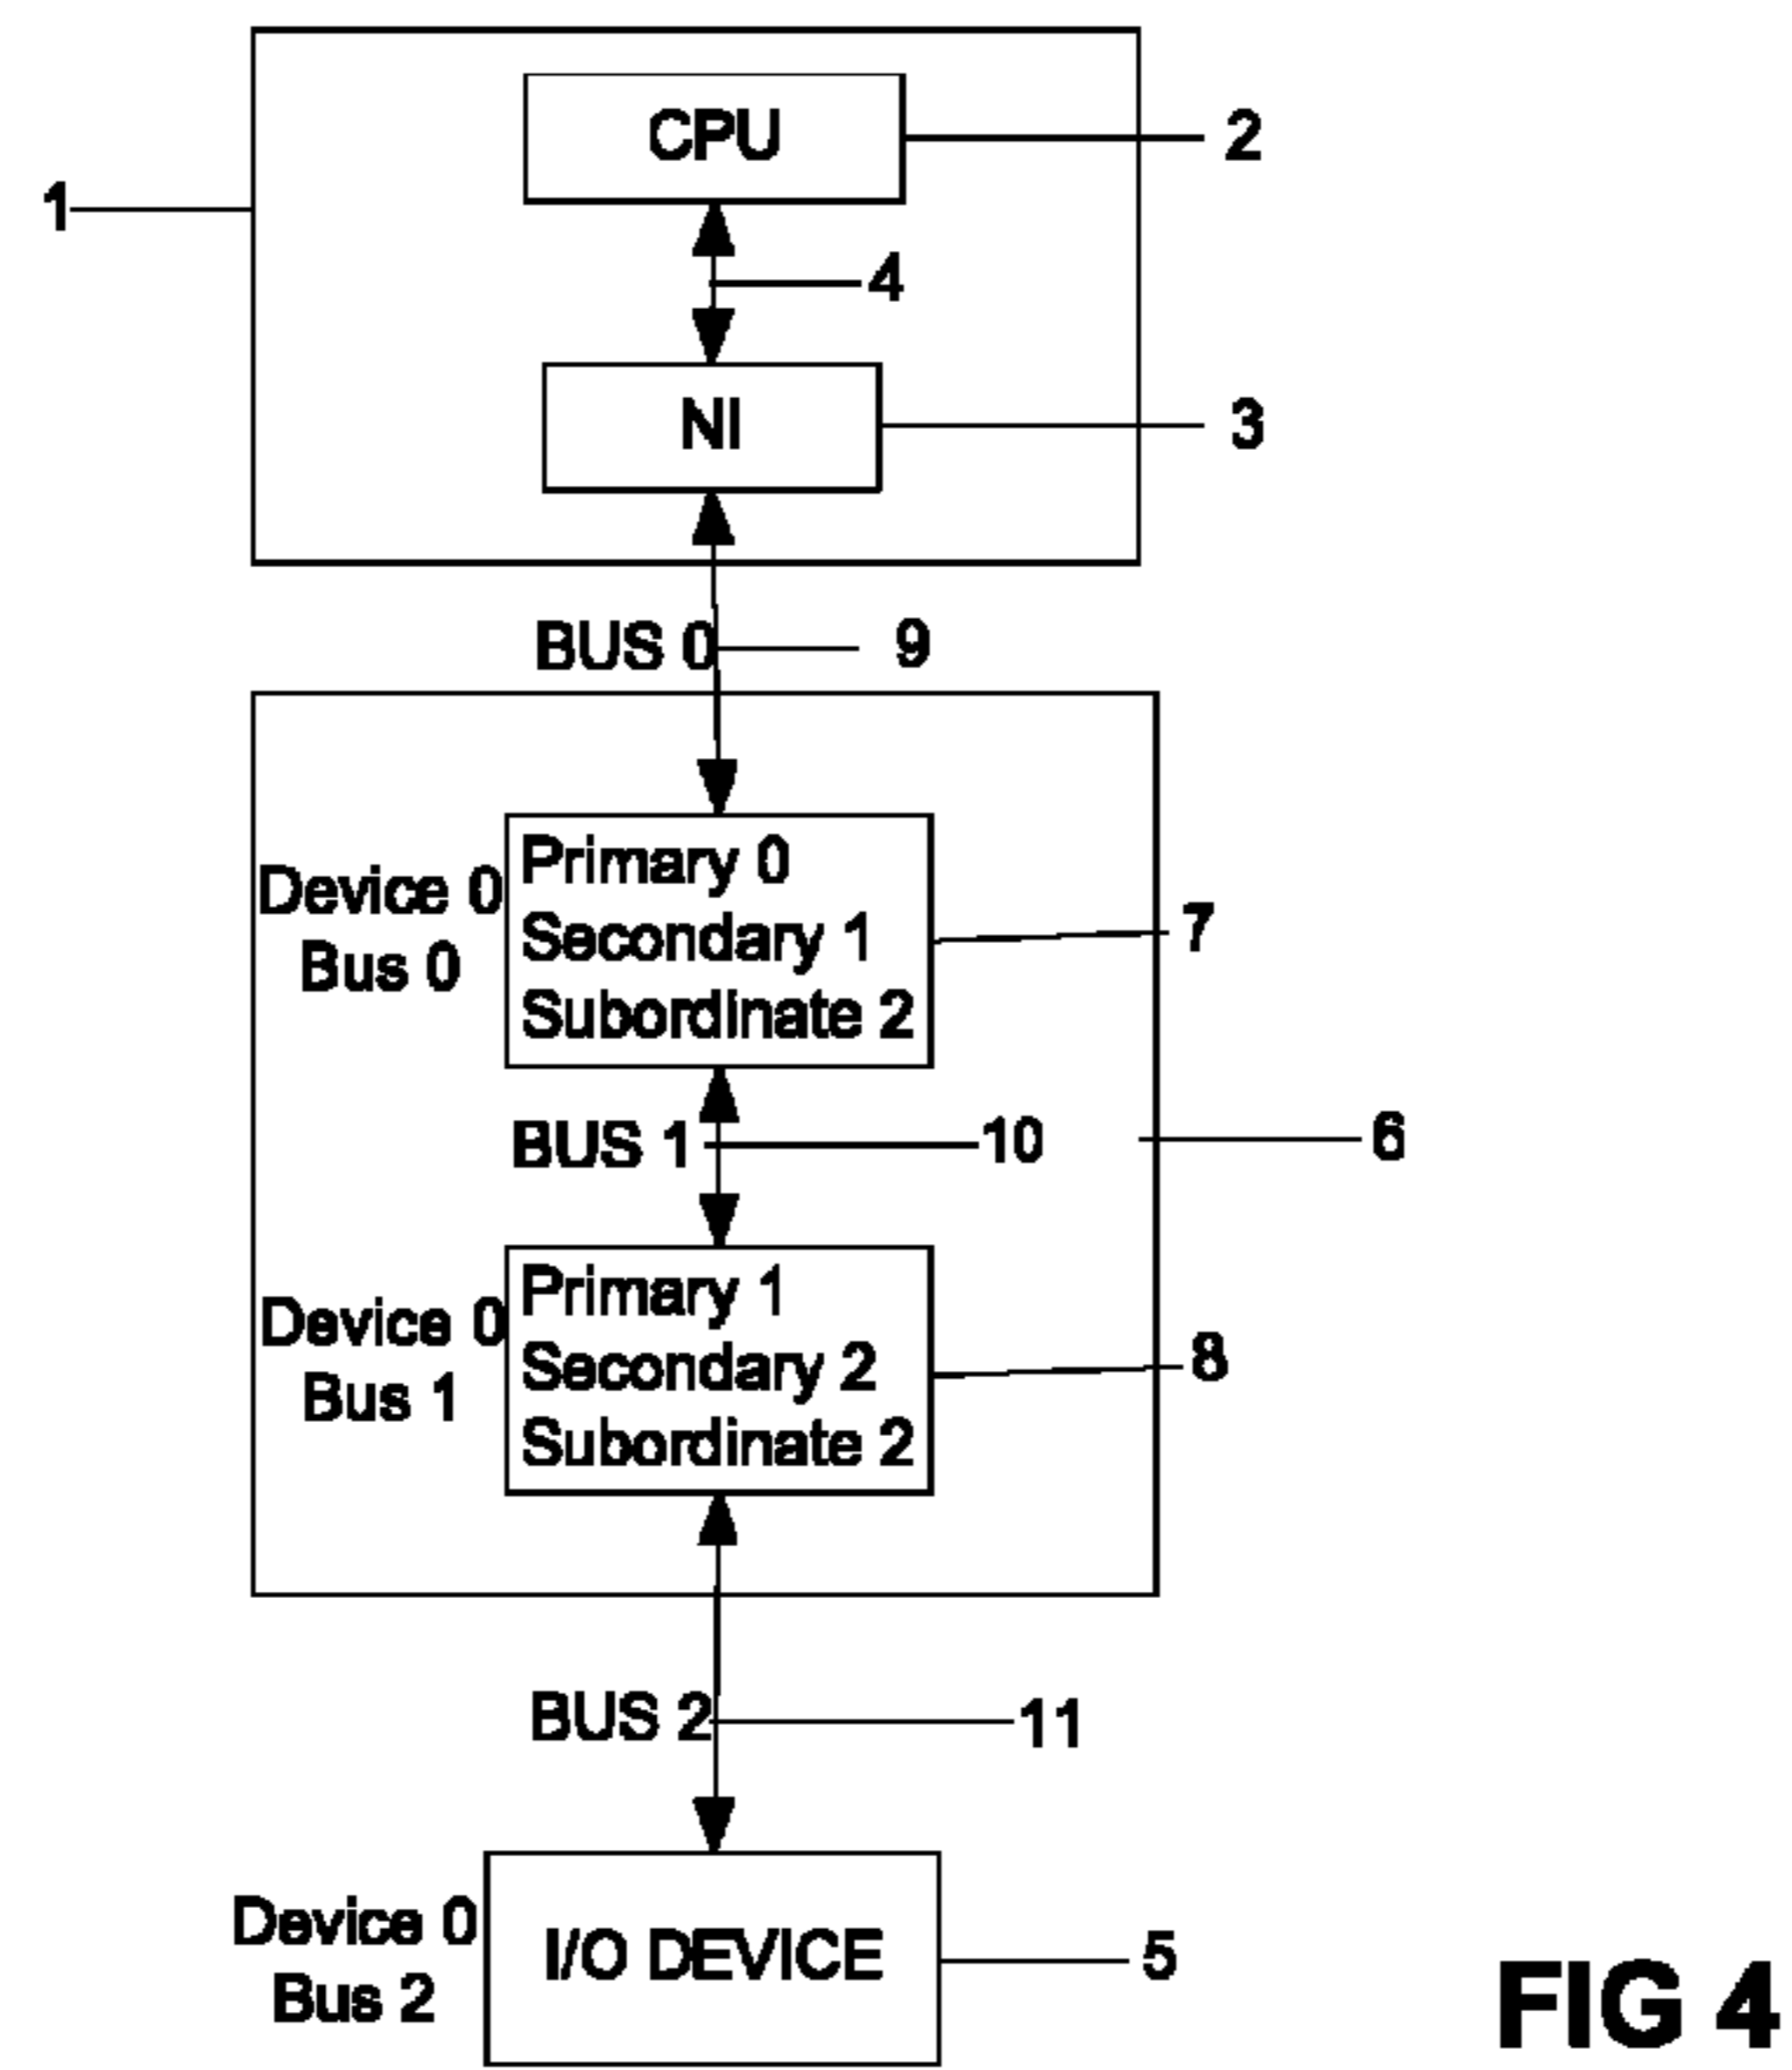 CPU
2
1
4
NI
3
BUS 0
9
Device 0
Bus 0
Primary 0
Secondary 1
Subordinate 2
7
BUS 1
10
6
Device 0
Bus 1
Primary 1
Secondary 2
Subordinate 2
8
BUS 2
11
Device 0
Bus 2
I/O DEVICE
5
FIG 4